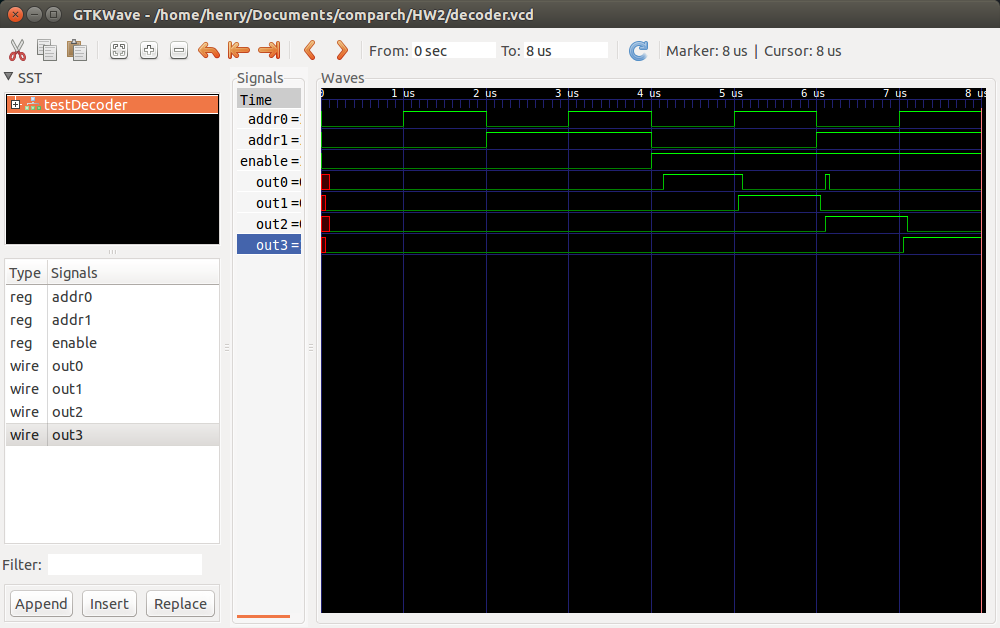 GTKWave - /home/henry/Documents/comparch/HW2/decoder.vcd
From: 0 sec To: 8 us Marker: 8 us | Cursor: 8 us
SST
testDecoder
Type Signals
reg addr0
reg addr1
reg enable
wire out0
wire out1
wire out2
wire out3
Filter:
Append Insert Replace
Signals
Time
addr0 =
addr1 =
enable =
out0 =
out1 =
out2 =
out3 =
Waves
0 1 us 2 us 3 us 4 us 5 us 6 us 7 us 8 us